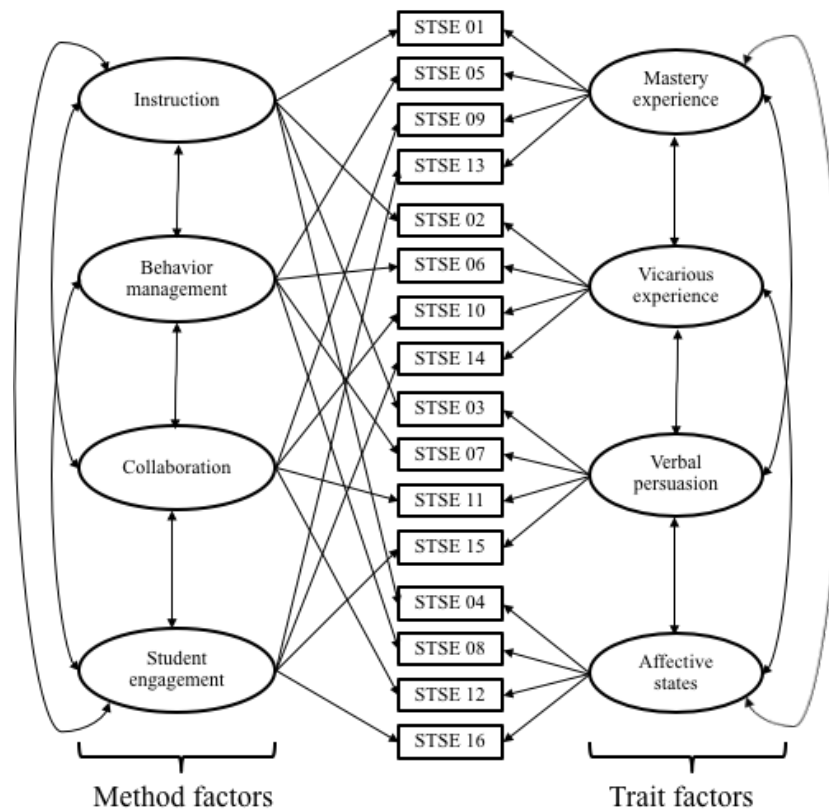 Instruction
Behavior
management
Collaboration
Student
engagement
Method factors
STSE 01
STSE 05
STSE 09
STSE 13
STSE 02
STSE 06
STSE 10
STSE 14
STSE 03
STSE 07
STSE 11
STSE 15
STSE 04
STSE 08
STSE 12
STSE 16
Mastery
experience
Vicarious
experience
Verbal
persuasion
Affective
states
Trait factors